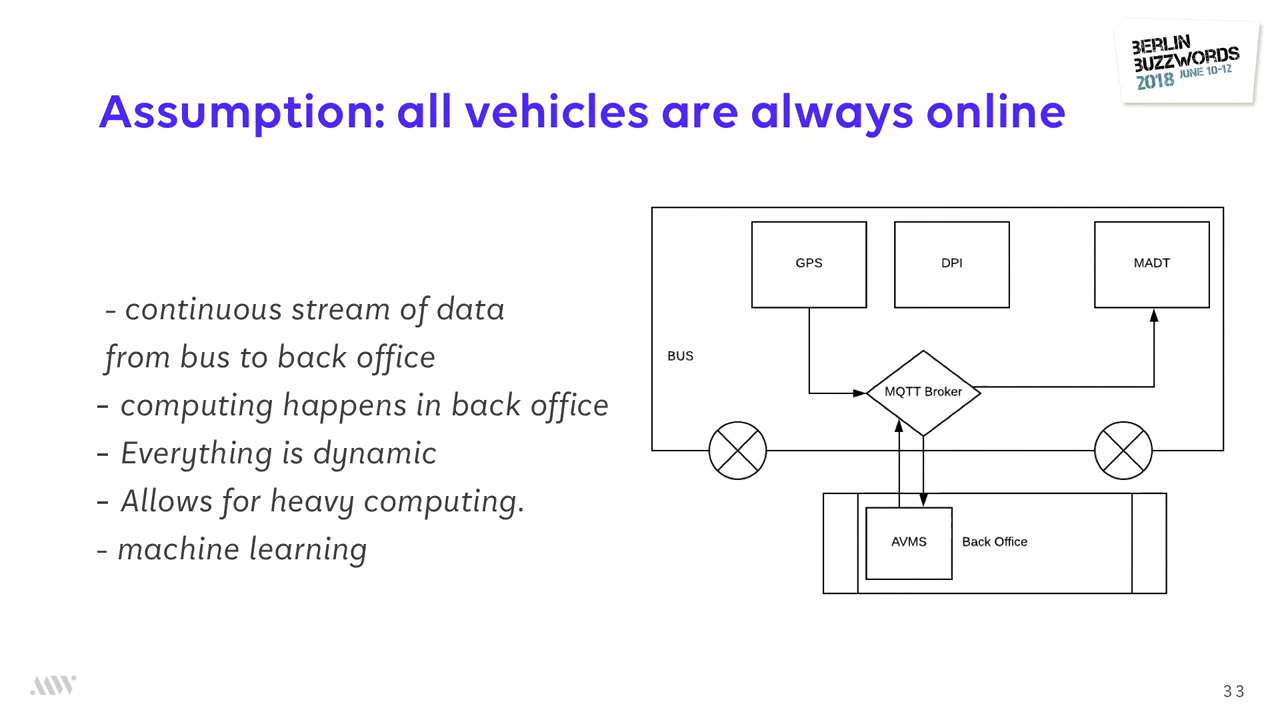 BERLIN
BUZZWORDS
2018 JUNE 10-12
Assumption: all vehicles are always online
- continuous stream of data
from bus to back office
- computing happens in back office
- Everything is dynamic
- Allows for heavy computing.
- machine learning
GPS
DPI
MADT
BUS
MQTT Broker
AVMS
Back Office
33